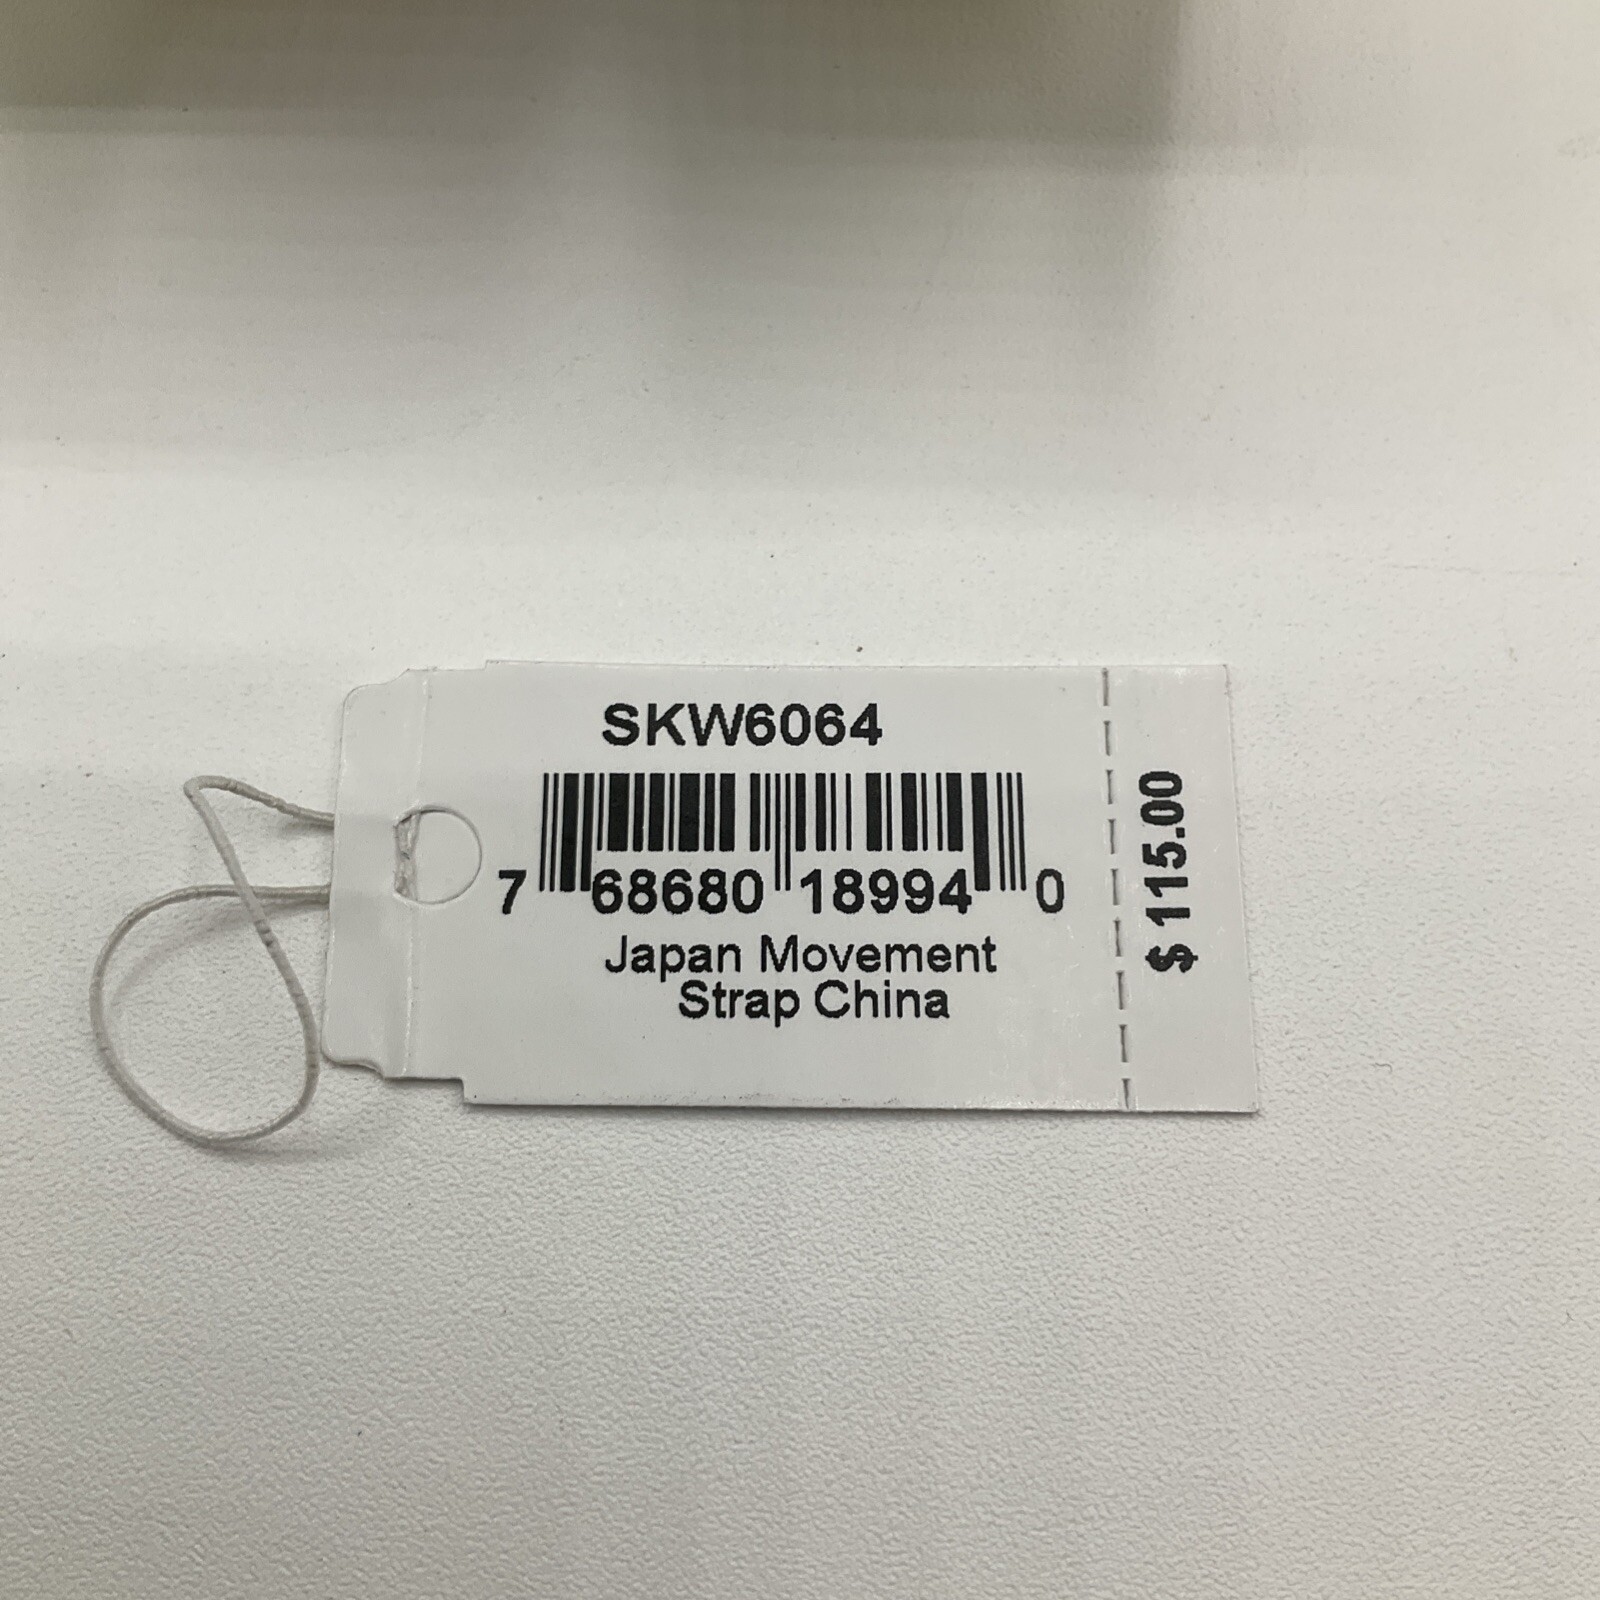 SKW6064
7 68680 18994 0
Japan Movement
Strap China
$ 115.00